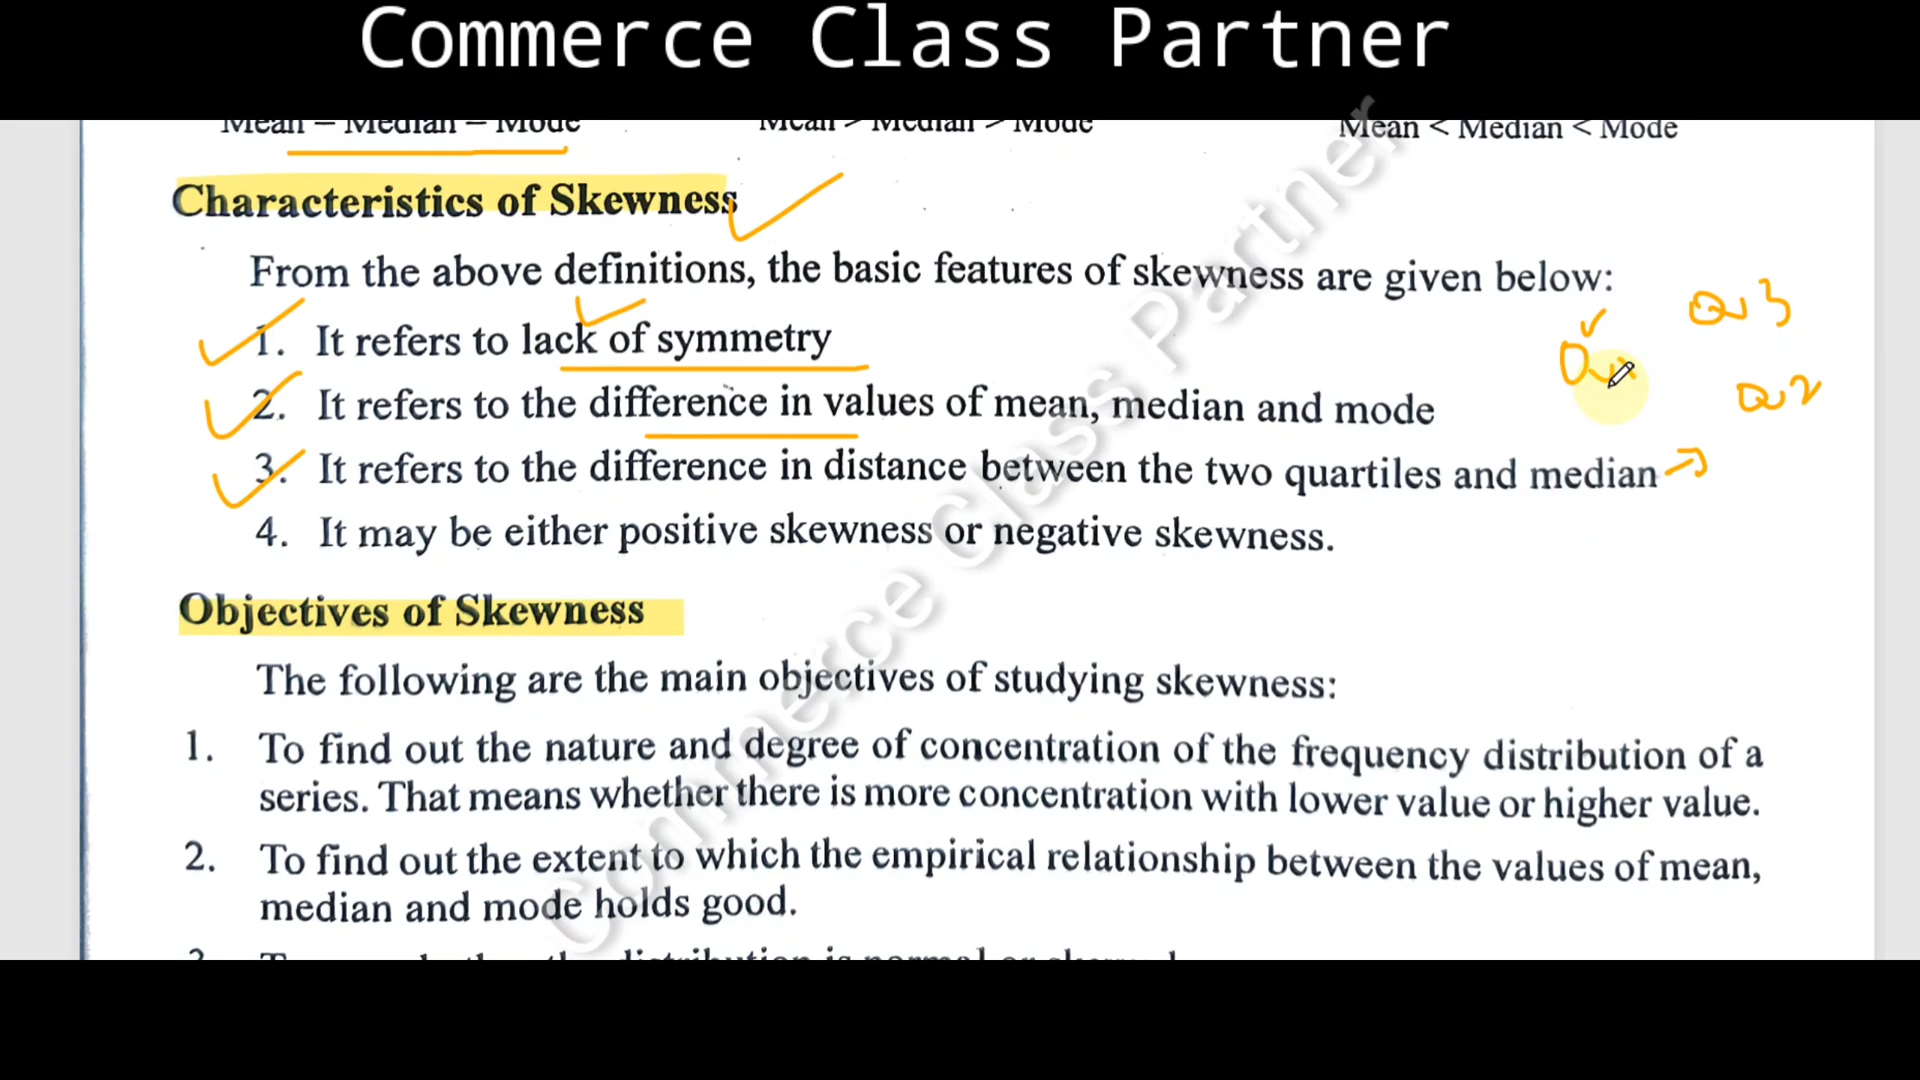 Commerce Class Partner
Mean = Median = Mode
Mean > Median > Mode
Mean < Median < Mode
Characteristics of Skewness
From the above definitions, the basic features of skewness are given below:
1. It refers to lack of symmetry
2. It refers to the difference in values of mean, median and mode
3. It refers to the difference in distance between the two quartiles and median
4. It may be either positive skewness or negative skewness.
Objectives of Skewness
The following are the main objectives of studying skewness:
1. To find out the nature and degree of concentration of the frequency distribution of a
series. That means whether there is more concentration with lower value or higher value.
2. To find out the extent to which the empirical relationship between the values of mean,
median and mode holds good.
Commerce Class Partner